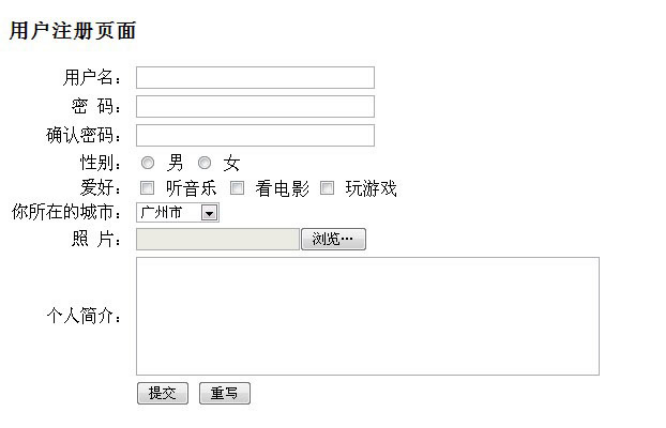 用户注册页面
用户名：
密 码：
确认密码：
性别： 男 女
爱好： 听音乐 看电影 玩游戏
你所在的城市： 广州市
照 片： 浏览…
个人简介：
提交 重写